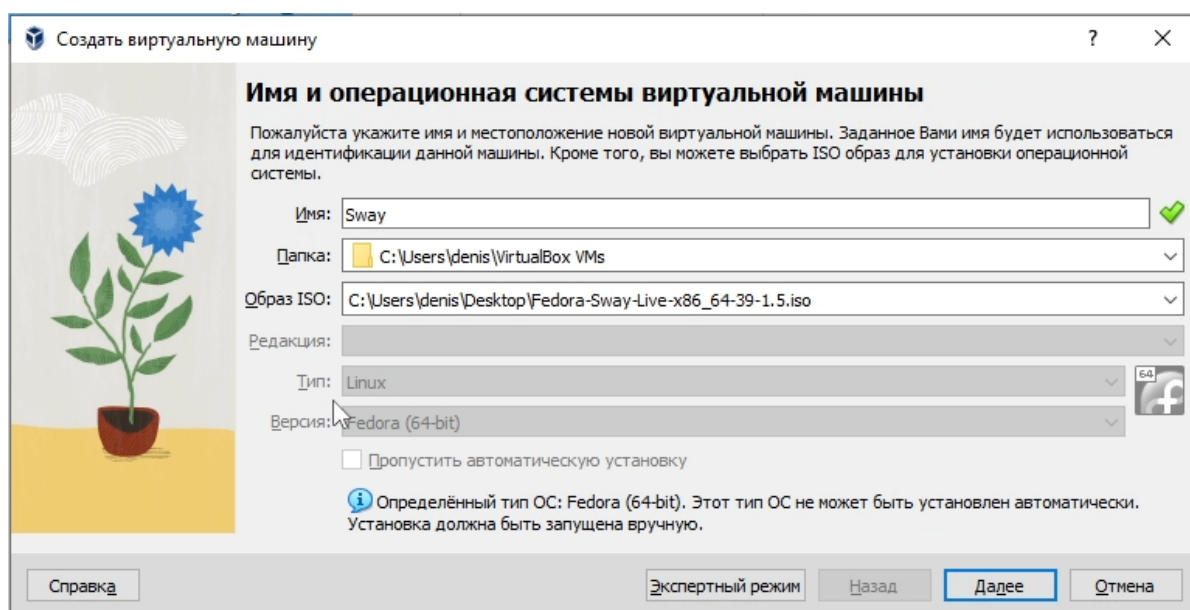 Создать виртуальную машину
?
Имя и операционная системы виртуальной машины
Пожалуйста укажите имя и местоположение новой виртуальной машины. Заданное Вами имя будет использоваться
для идентификации данной машины. Кроме того, вы можете выбрать ISO образ для установки операционной
системы.
Имя: Sway
Папка: C:\Users\denis\VirtualBox VMs
Образ ISO: C:\Users\denis\Desktop\Fedora-Sway-Live-x86_64-39-1.5.iso
Редакция:
Тип: Linux
64
Версия: Fedora (64-bit)
Пропустить автоматическую установку
Определённый тип ОС: Fedora (64-bit). Этот тип ОС не может быть установлен автоматически.
Установка должна быть запущена вручную.
Справка Экспертный режим Назад Далее Отмена